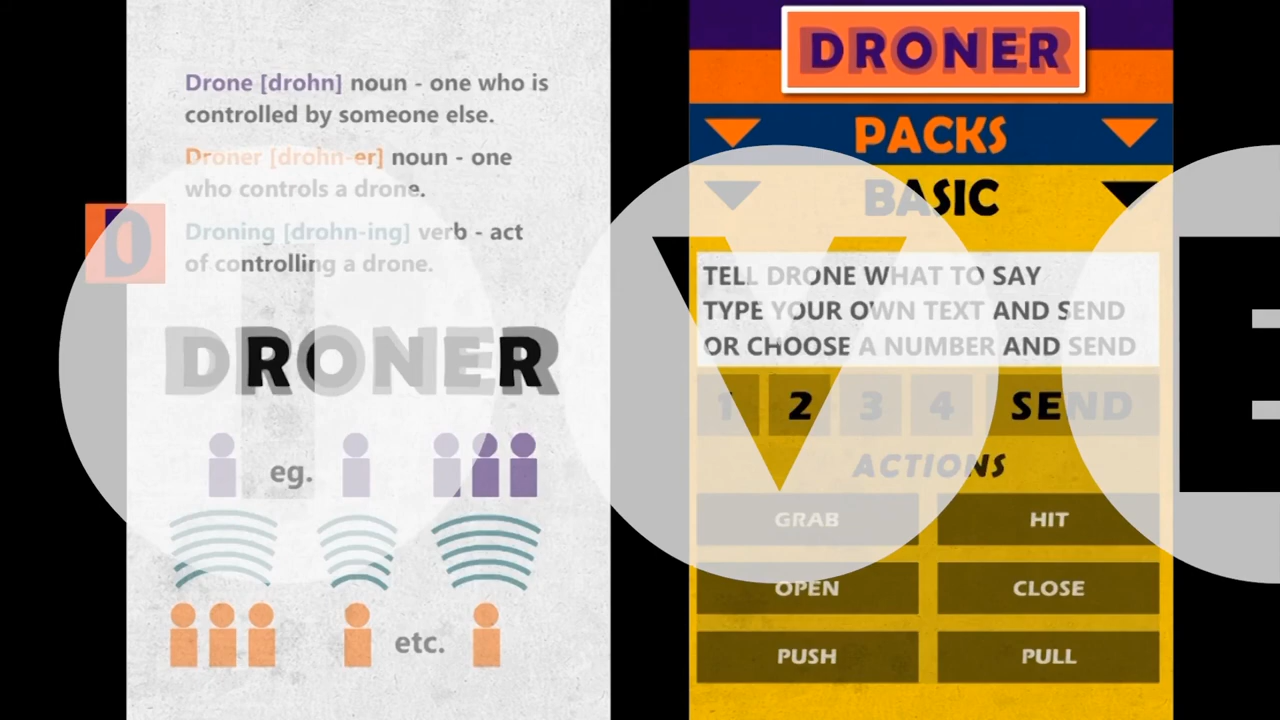 Drone [drohn] noun - one who is
controlled by someone else.
Droner [drohn-er] noun - one
who controls a drone.
Droning [drohn-ing] verb - act
of controlling a drone.
D
DRONER
eg.
etc.
I V E
DRONER
PACKS
BASIC
TELL DRONE WHAT TO SAY
TYPE YOUR OWN TEXT AND SEND
OR CHOOSE A NUMBER AND SEND
1 2 3 4 SEND
ACTIONS
GRAB HIT
OPEN CLOSE
PUSH PULL